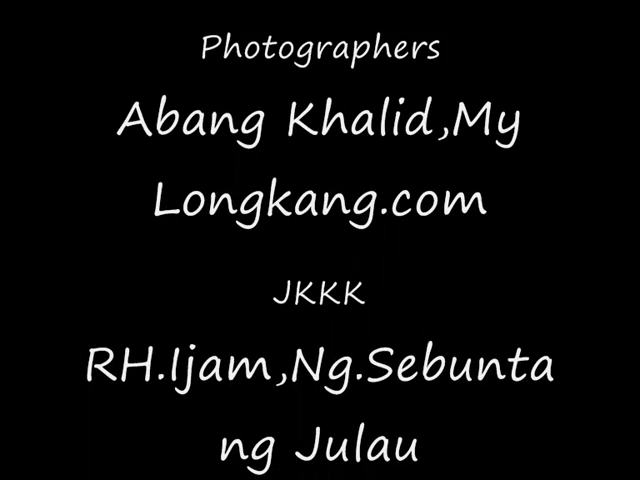 Photographers
Abang Khalid,My
Longkang.com
JKKK
RH.Ijam,Ng.Sebunta
ng Julau